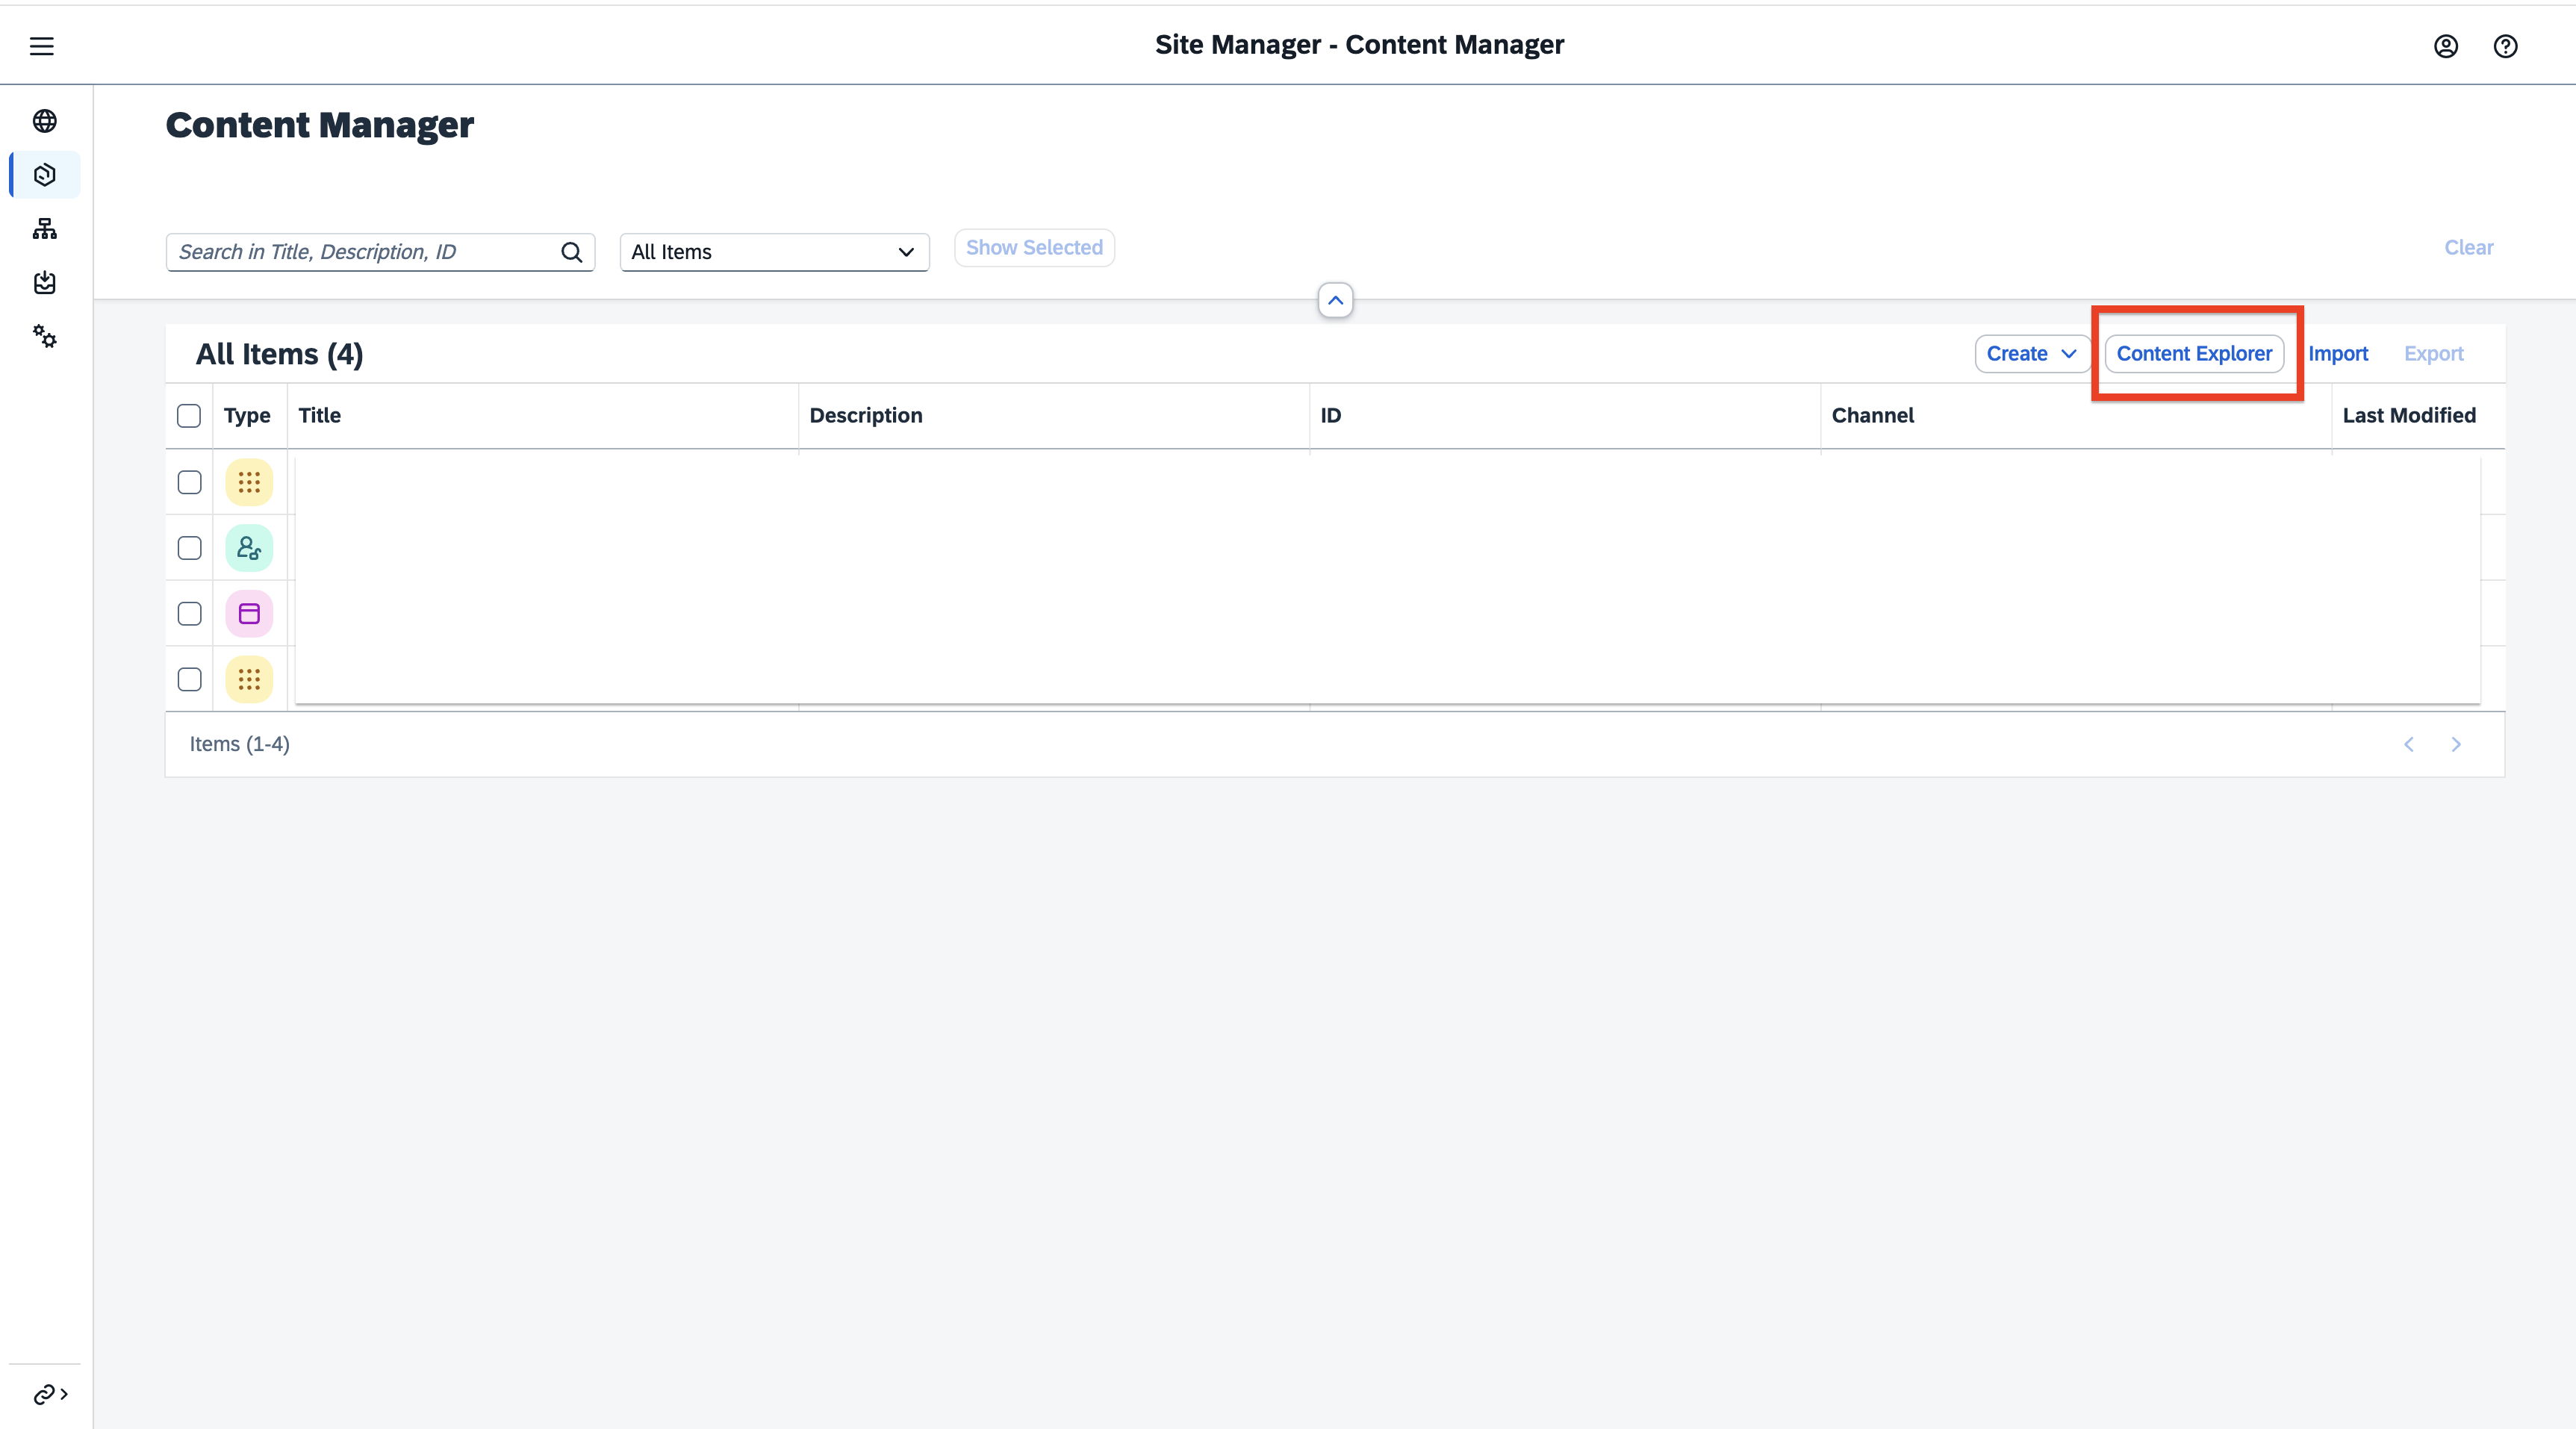 Site Manager - Content Manager
Content Manager
Search in Title, Description, ID
All Items
Show Selected
Clear
All Items (4)
Create
Content Explorer
Import
Export
Type
Title
Description
ID
Channel
Last Modified
Items (1-4)